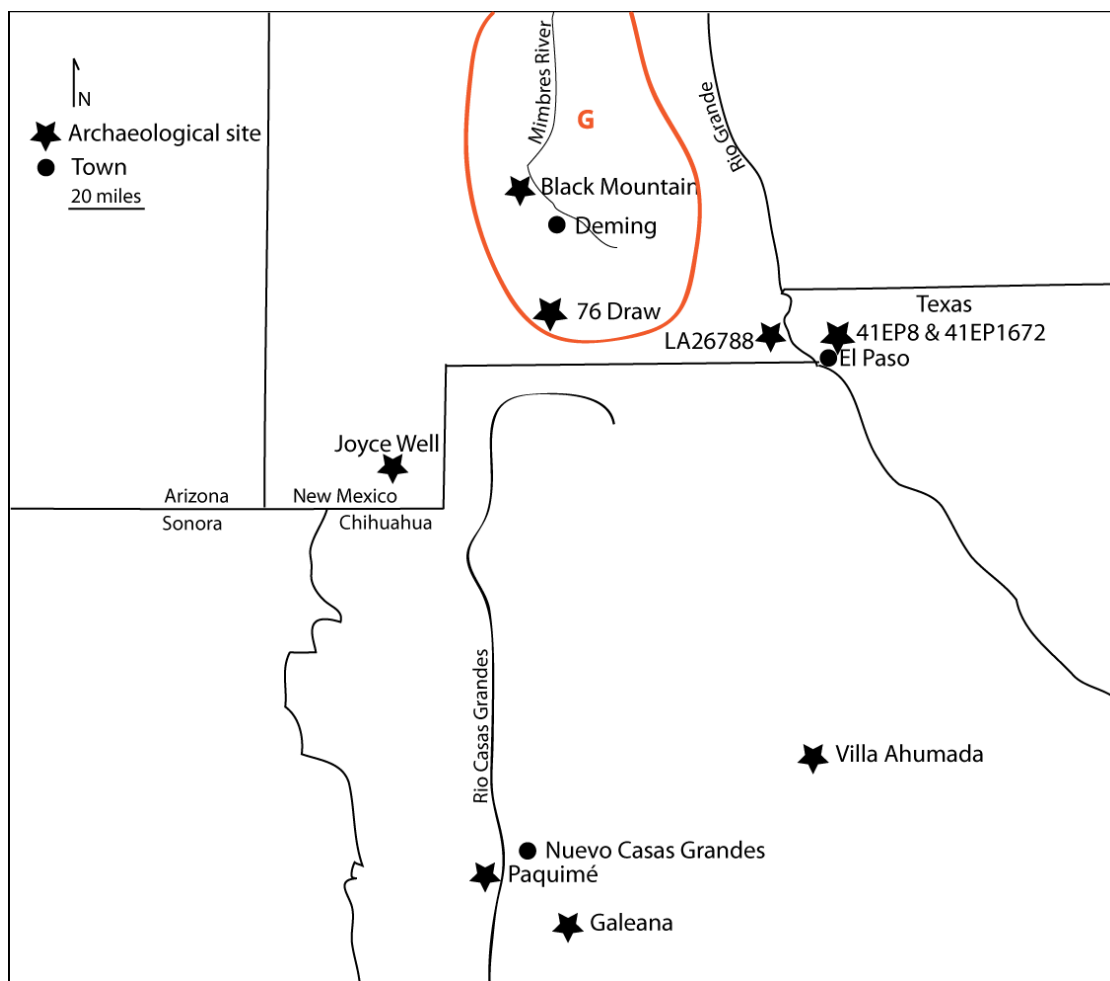 N
Archaeological site
Town
20 miles
Mimbres River
G
Rio Grande
Black Mountain
Deming
76 Draw
Texas
LA26788
41EP8 & 41EP1672
El Paso
Joyce Well
Arizona
New Mexico
Sonora
Chihuahua
Rio Casas Grandes
Villa Ahumada
Nuevo Casas Grandes
Paquimé
Galeana